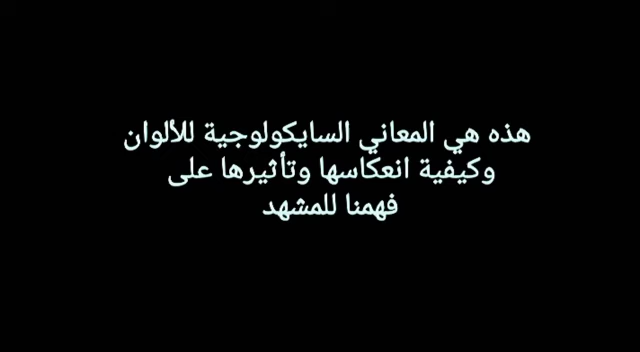 هذه هي المعاني السايكولوجية للألوان
وكيفية انعكاسها وتأثيرها على
فهمنا للمشهد